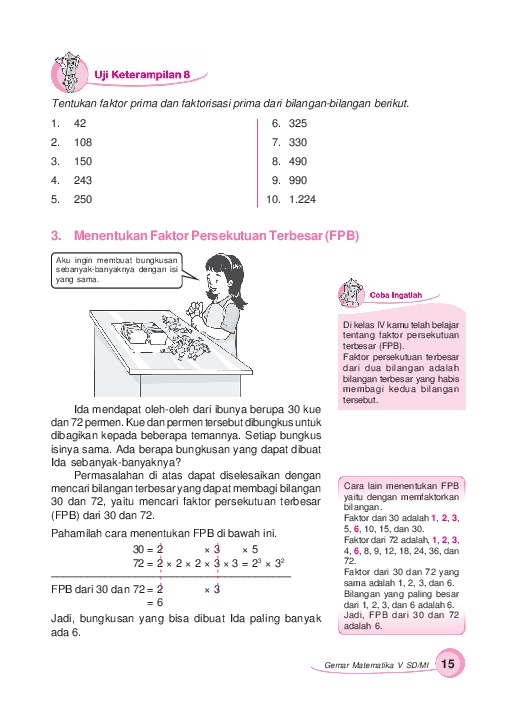 Uji Keterampilan 8
Tentukan faktor prima dan faktorisasi prima dari bilangan-bilangan berikut.
1. 42
2. 108
3. 150
4. 243
5. 250
6. 325
7. 330
8. 490
9. 990
10. 1.224
3. Menentukan Faktor Persekutuan Terbesar (FPB)
Aku ingin membuat bungkusan
sebanyak-banyaknya dengan isi
yang sama.
Ida mendapat oleh-oleh dari ibunya berupa 30 kue
dan 72 permen. Kue dan permen tersebut dibungkus untuk
dibagikan kepada beberapa temannya. Setiap bungkus
isinya sama. Ada berapa bungkusan yang dapat dibuat
Ida sebanyak-banyaknya?
Permasalahan di atas dapat diselesaikan dengan
mencari bilangan terbesar yang dapat membagi bilangan
30 dan 72, yaitu mencari faktor persekutuan terbesar
(FPB) dari 30 dan 72.
Pahamilah cara menentukan FPB di bawah ini.
30 = 2 × 3 × 5
72 = 2 × 2 × 2 × 3 × 3 = 2³ × 3²
FPB dari 30 dan 72 = 2 × 3
= 6
Jadi, bungkusan yang bisa dibuat Ida paling banyak
ada 6.
Coba Ingatlah
Di kelas IV kamu telah belajar
tentang faktor persekutuan
terbesar (FPB).
Faktor persekutuan terbesar
dari dua bilangan adalah
bilangan terbesar yang habis
membagi kedua bilangan
tersebut.
Cara lain menentukan FPB
yaitu dengan memfaktorkan
bilangan.
Faktor dari 30 adalah 1, 2, 3,
5, 6, 10, 15, dan 30.
Faktor dari 72 adalah, 1, 2, 3,
4, 6, 8, 9, 12, 18, 24, 36, dan
72.
Faktor dari 30 dan 72 yang
sama adalah 1, 2, 3, dan 6.
Bilangan yang paling besar
dari 1, 2, 3, dan 6 adalah 6.
Jadi, FPB dari 30 dan 72
adalah 6.
Gemar Matematika V SD/MI 15